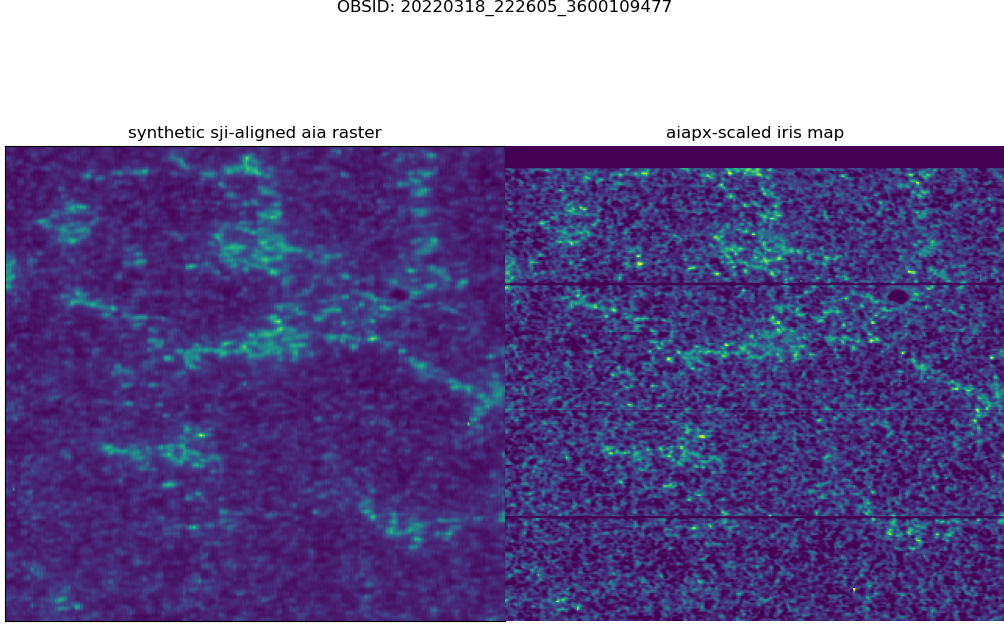 OBSID: 20220318_222605_3600109477
synthetic sji-aligned aia raster
aiapx-scaled iris map